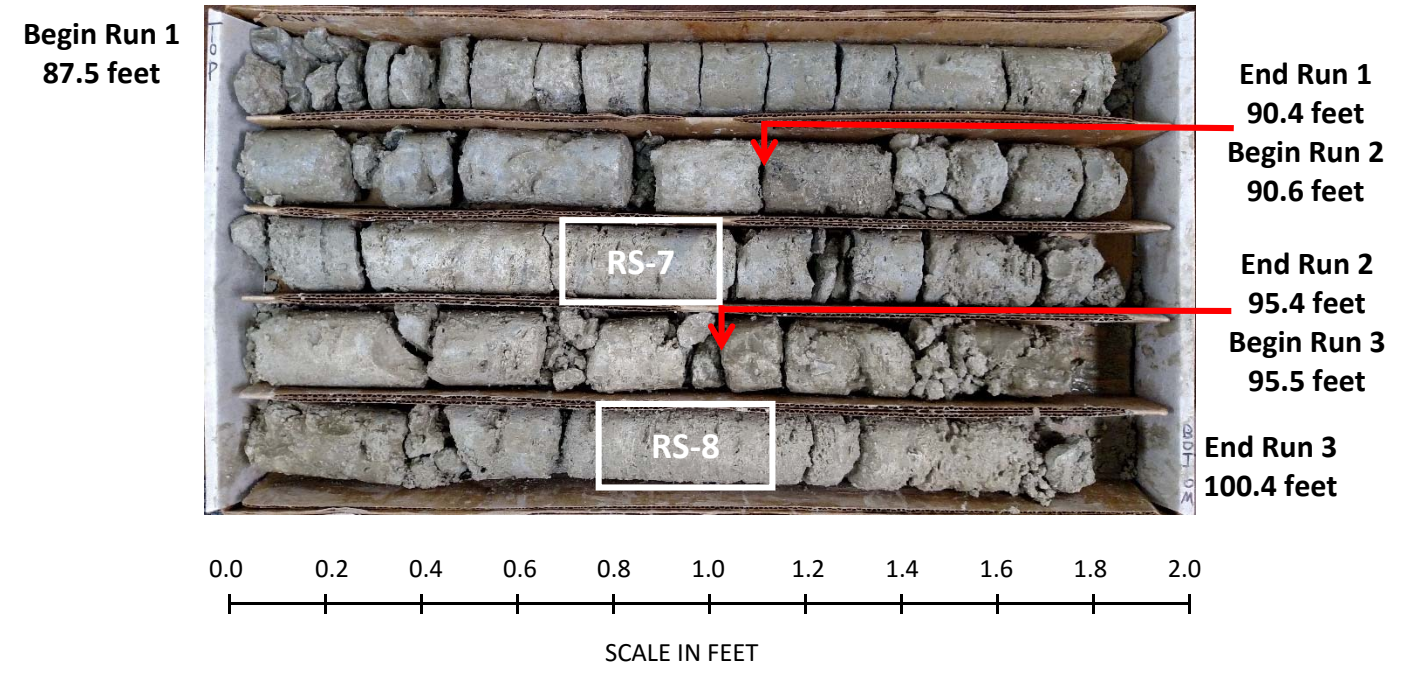 Begin Run 1
87.5 feet
TOP
End Run 1
90.4 feet
Begin Run 2
90.6 feet
RS-7
End Run 2
95.4 feet
Begin Run 3
95.5 feet
RS-8
BOTTOM
End Run 3
100.4 feet
0.0 0.2 0.4 0.6 0.8 1.0 1.2 1.4 1.6 1.8 2.0
SCALE IN FEET